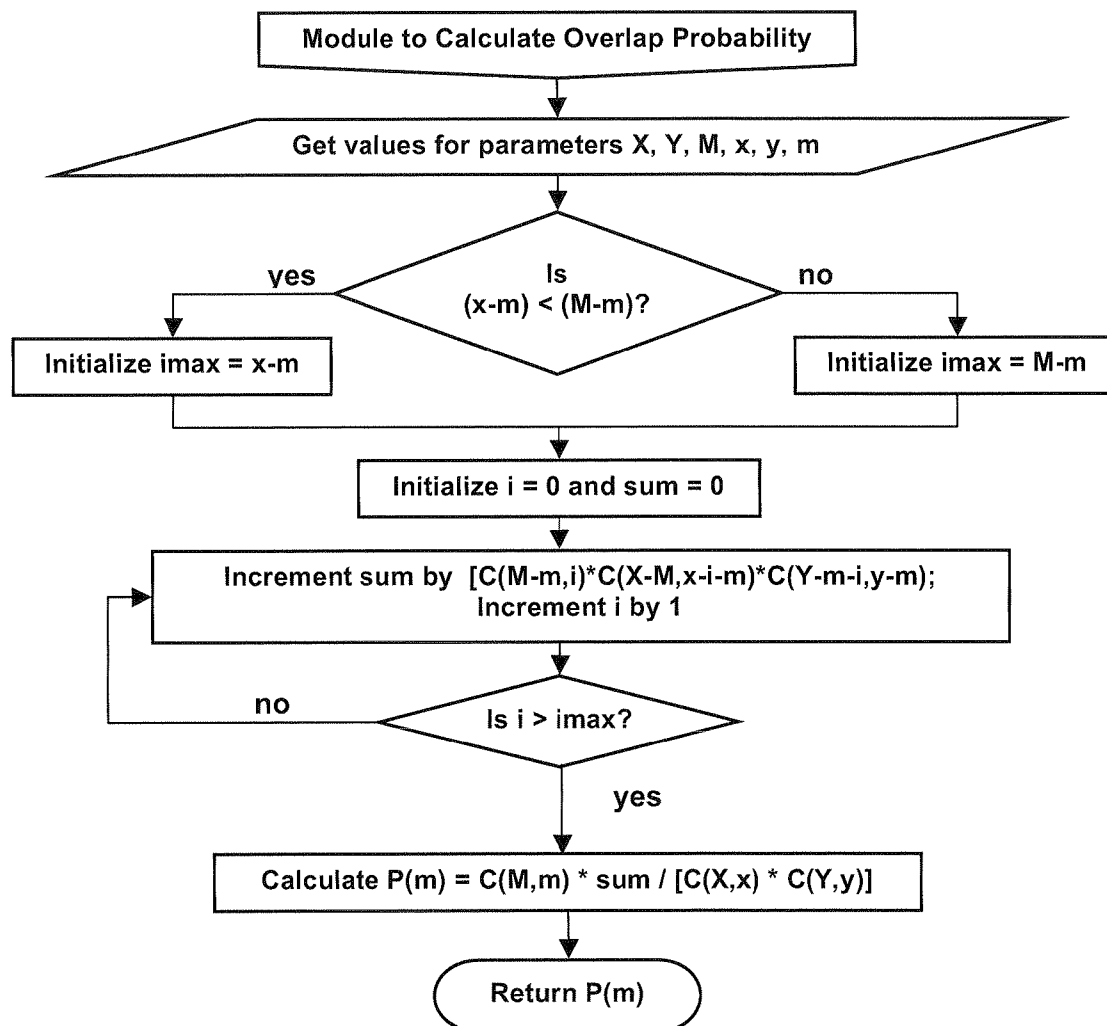 Module to Calculate Overlap Probability
Get values for parameters X, Y, M, x, y, m
Is
(x-m) < (M-m)?
yes
no
Initialize imax = x-m
Initialize imax = M-m
Initialize i = 0 and sum = 0
Increment sum by [C(M-m,i)*C(X-M,x-i-m)*C(Y-m-i,y-m);
Increment i by 1
no
Is i > imax?
yes
Calculate P(m) = C(M,m) * sum / [C(X,x) * C(Y,y)]
Return P(m)